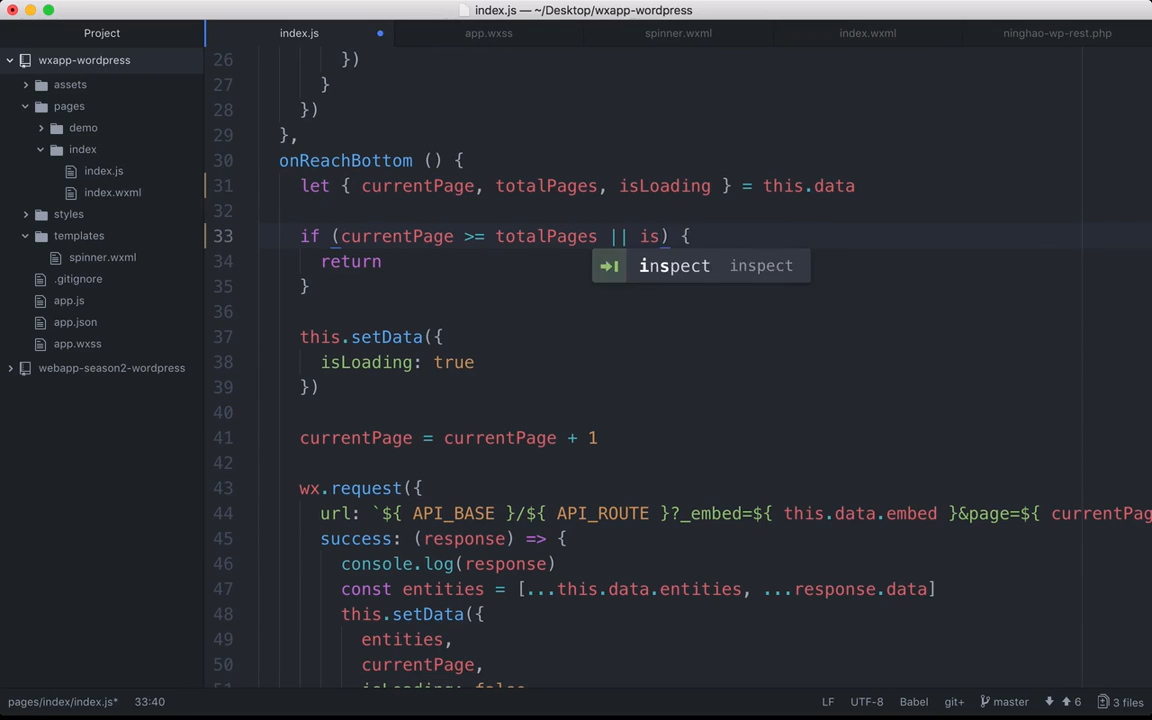 index.js — ~/Desktop/wxapp-wordpress
Project
index.js
app.wxss
spinner.wxml
index.wxml
ninghao-wp-rest.php
wxapp-wordpress
assets
pages
demo
index
index.js
index.wxml
styles
templates
spinner.wxml
.gitignore
app.js
app.json
app.wxss
webapp-season2-wordpress
26 })
27 }
28 })
29 },
30 onReachBottom () {
31 let { currentPage, totalPages, isLoading } = this.data
32
33 if (currentPage >= totalPages || is) {
inspect inspect
34 return
35 }
36
37 this.setData({
38 isLoading: true
39 })
40
41 currentPage = currentPage + 1
42
43 wx.request({
44 url: `${ API_BASE }/${ API_ROUTE }?_embed=${ this.data.embed }&page=${ currentPag
45 success: (response) => {
46 console.log(response)
47 const entities = [...this.data.entities, ...response.data]
48 this.setData({
49 entities,
50 currentPage,
51 isLoading: false
pages/index/index.js* 33:40
LF UTF-8 Babel git+ master 6 3 files